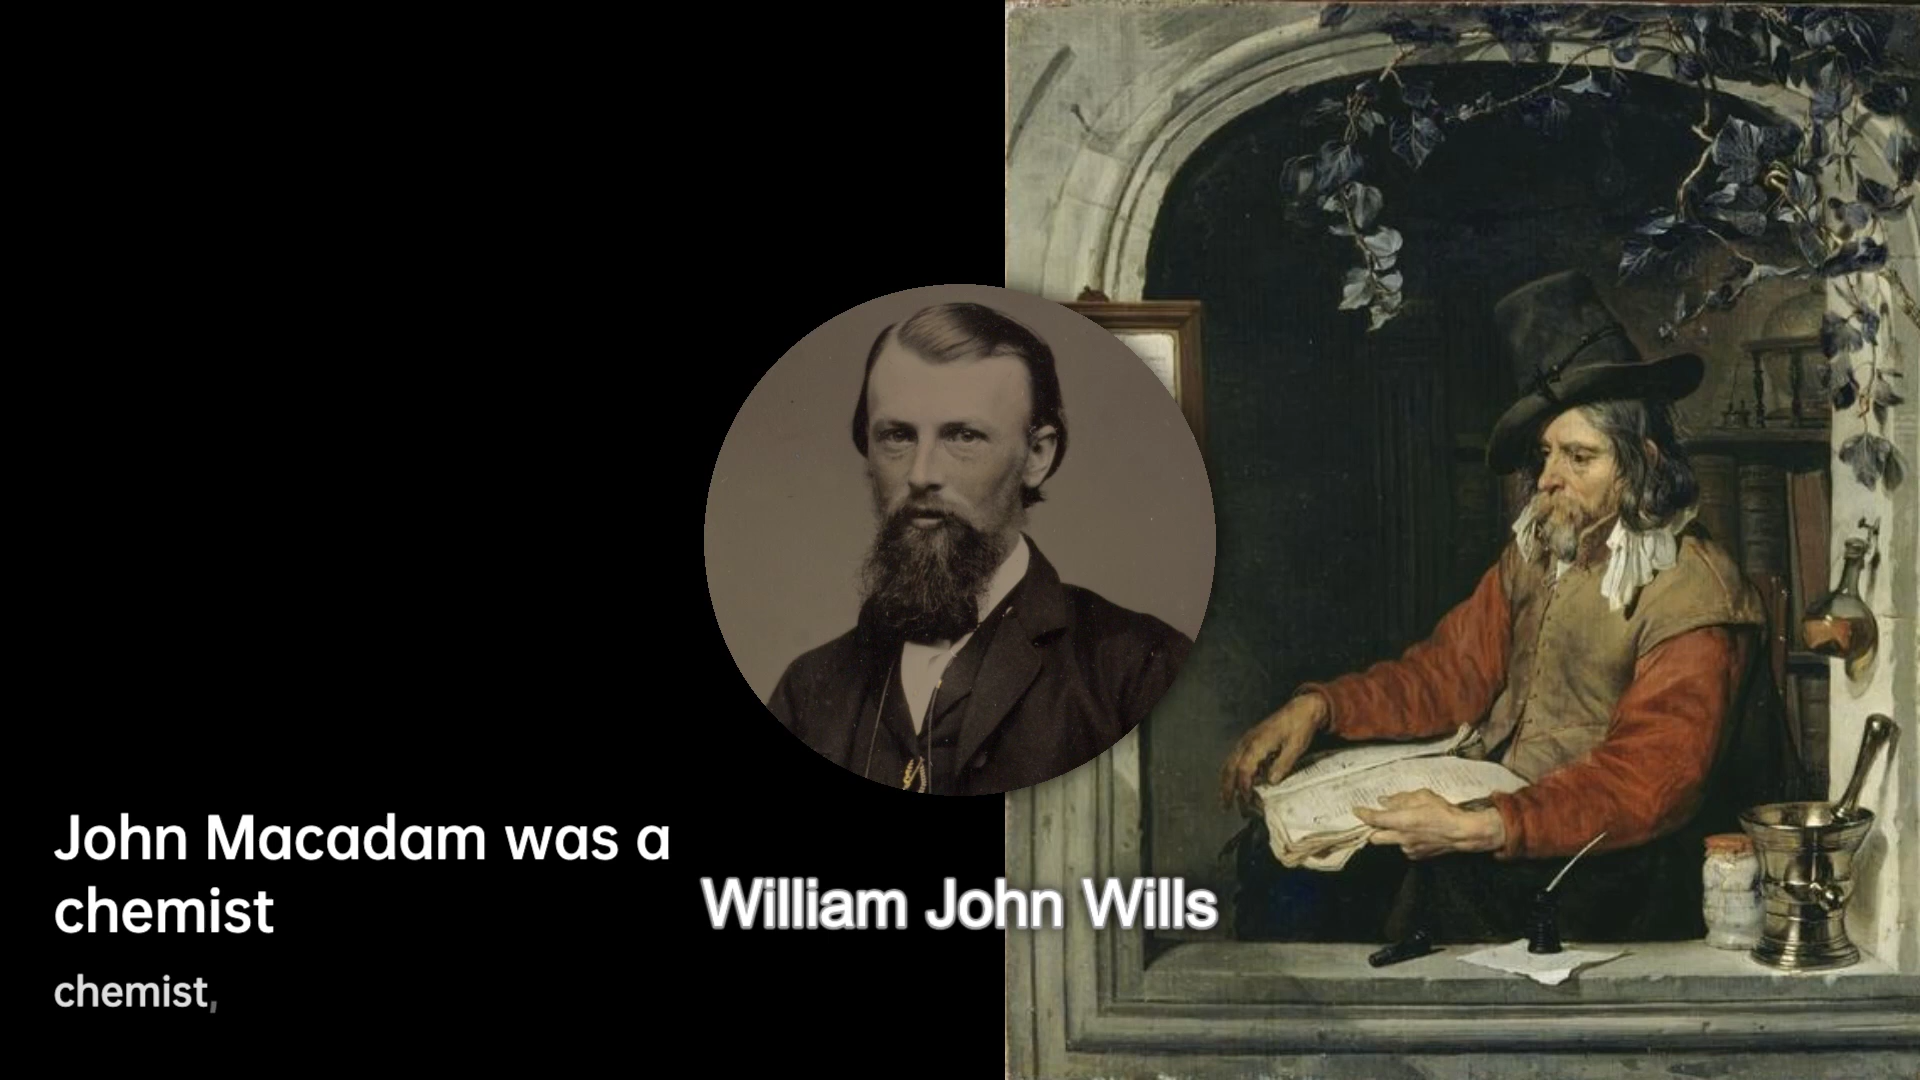 John Macadam was a
chemist
chemist,
William John Wills